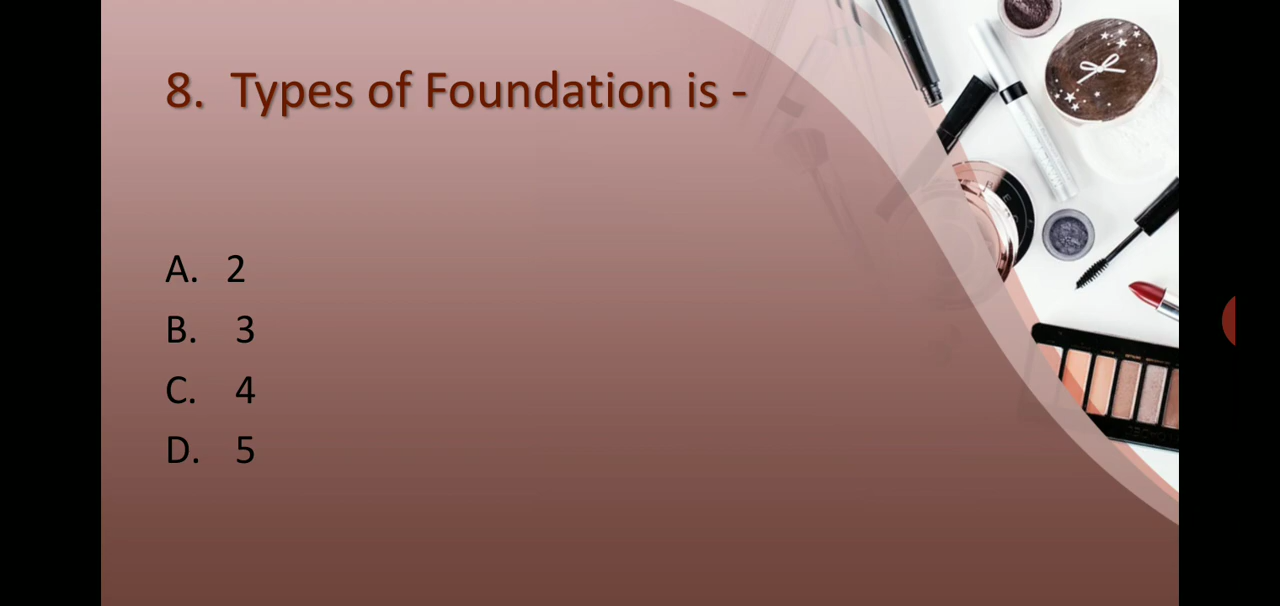 8. Types of Foundation is -
A. 2
B. 3
C. 4
D. 5